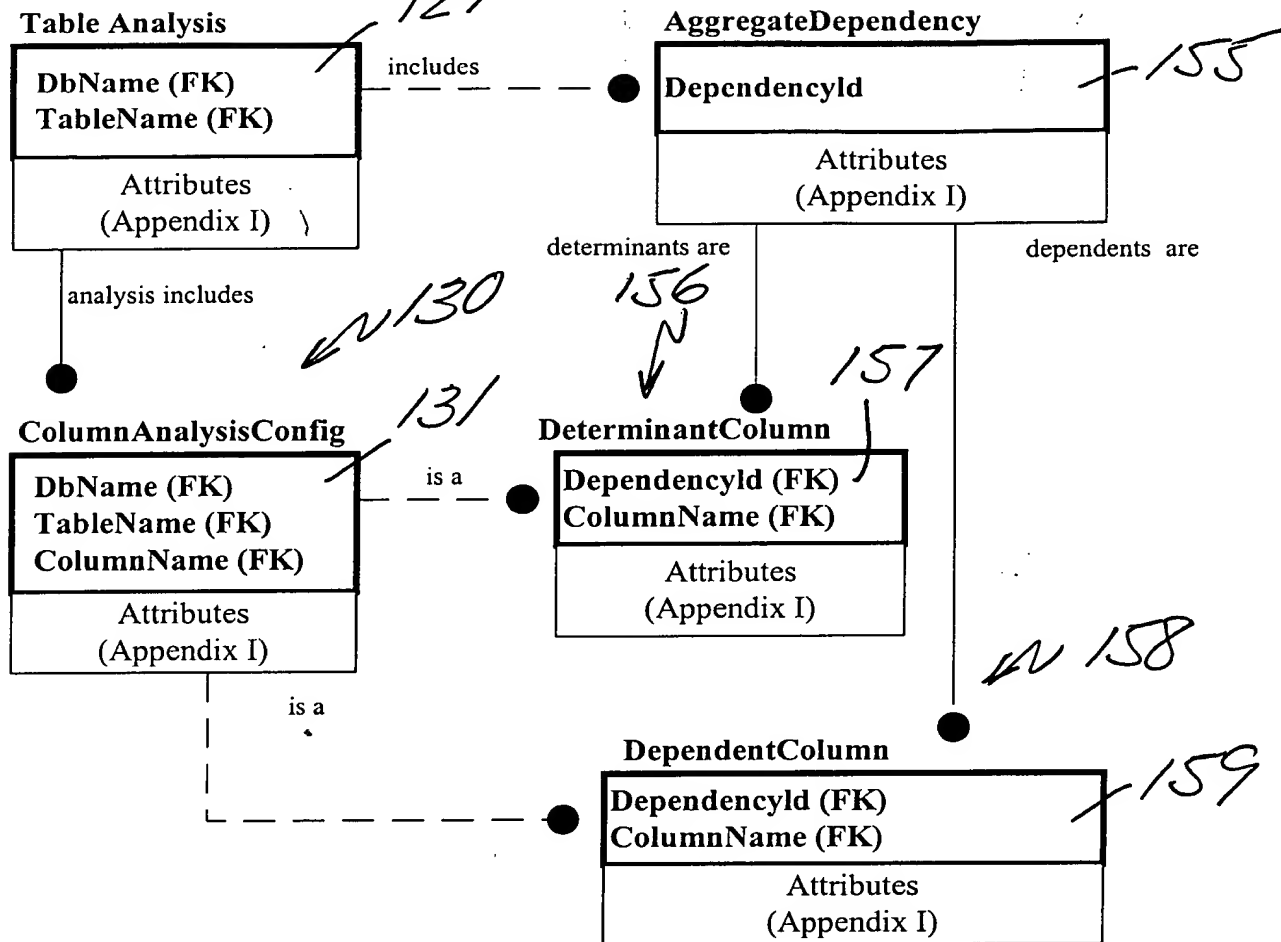 Table Analysis
AggregateDependency
DbName (FK)
TableName (FK)
includes
DependencyId
155
Attributes
(Appendix I)
Attributes
(Appendix I)
analysis includes
determinants are
dependents are
130
156
ColumnAnalysisConfig
131
DeterminantColumn
157
DbName (FK)
TableName (FK)
ColumnName (FK)
is a
DependencyId (FK)
ColumnName (FK)
Attributes
(Appendix I)
Attributes
(Appendix I)
158
is a
DependentColumn
159
DependencyId (FK)
ColumnName (FK)
Attributes
(Appendix I)